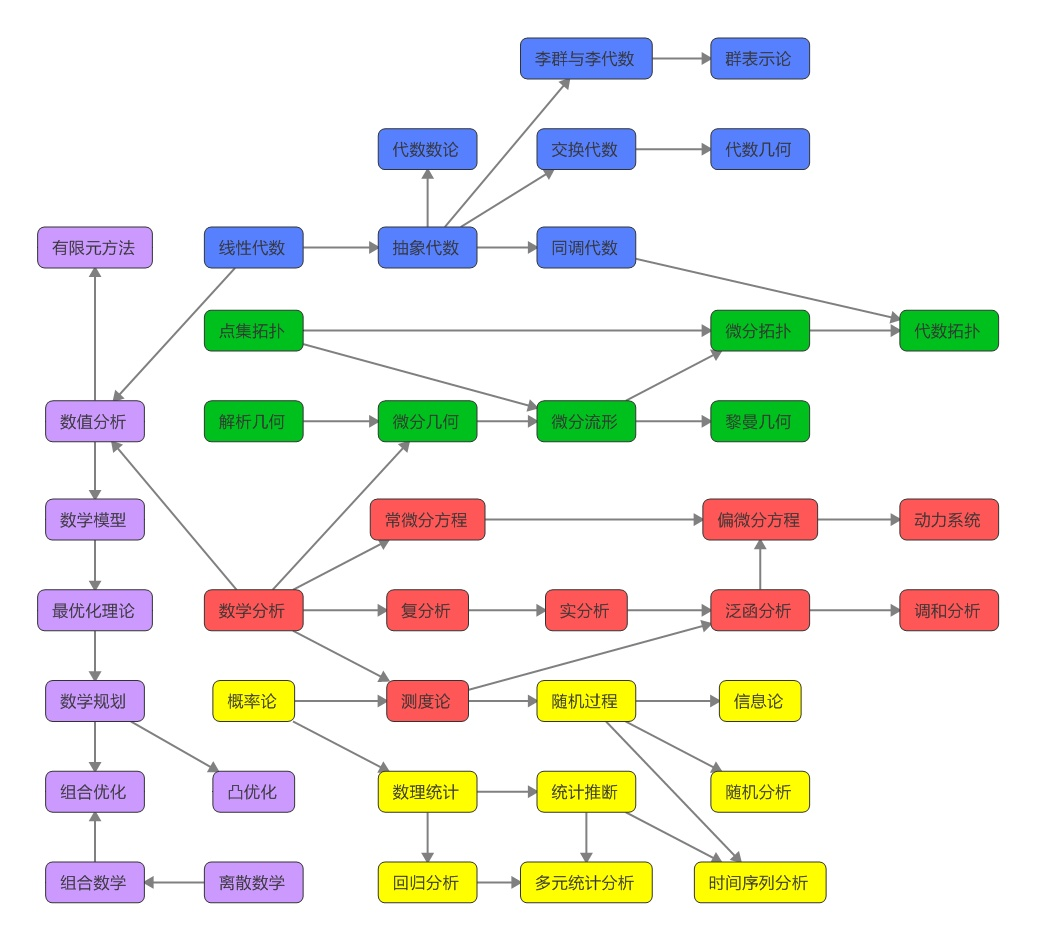 李群与李代数
群表示论
代数数论
交换代数
代数几何
有限元方法
线性代数
抽象代数
同调代数
点集拓扑
微分拓扑
代数拓扑
数值分析
解析几何
微分几何
微分流形
黎曼几何
数学模型
常微分方程
偏微分方程
动力系统
最优化理论
数学分析
复分析
实分析
泛函分析
调和分析
数学规划
概率论
测度论
随机过程
信息论
组合优化
凸优化
数理统计
统计推断
随机分析
组合数学
离散数学
回归分析
多元统计分析
时间序列分析